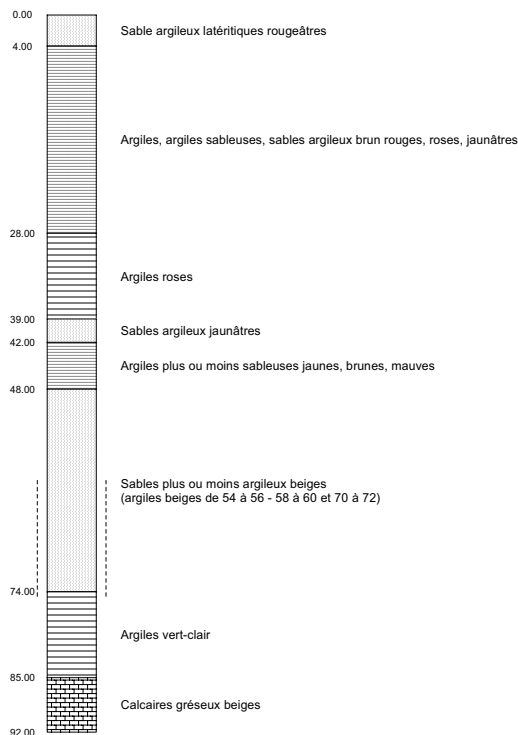 0.00
Sable argileux latéritiques rougeâtres
4.00
Argiles, argiles sableuses, sables argileux brun rouges, roses, jaunâtres
28.00
Argiles roses
39.00
Sables argileux jaunâtres
42.00
Argiles plus ou moins sableuses jaunes, brunes, mauves
48.00
Sables plus ou moins argileux beiges
(argiles beiges de 54 à 56 - 58 à 60 et 70 à 72)
74.00
Argiles vert-clair
85.00
Calcaires gréseux beiges
92.00